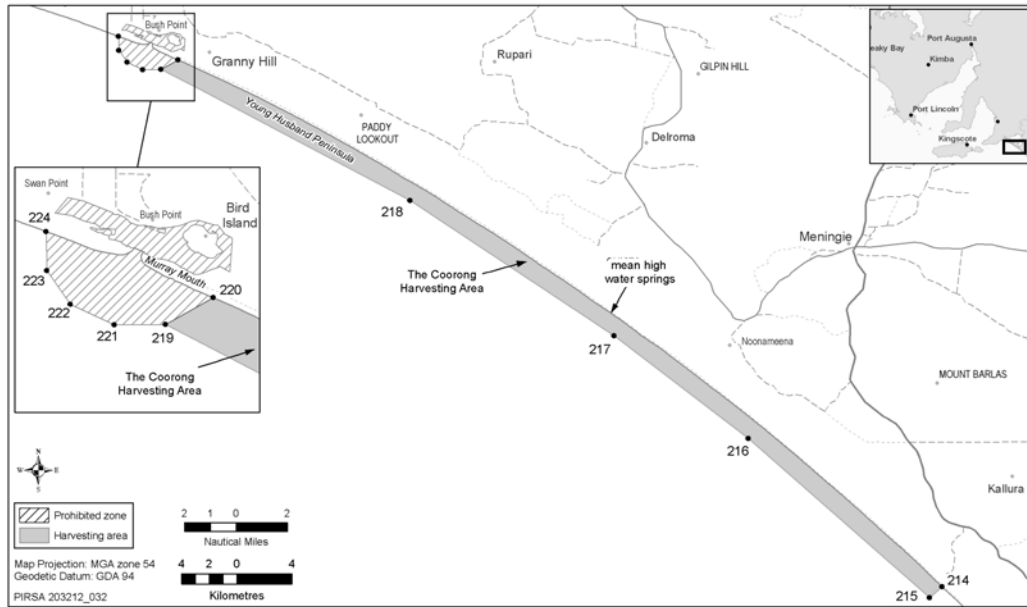 Bush Point
Granny Hill
Rupari
GILPIN HILL
Port Augusta
eaky Bay
Kimba
Port Lincoln
Kingscote
Young Husband Peninsula
PADDY
LOOKOUT
Delroma
218
Meningie
The Coorong
Harvesting Area
mean high
water springs
217
Noonameena
MOUNT BARLAS
216
Kallura
214
215
Swan Point
224
Bush Point
Bird
Island
Murray Mouth
223
220
222
221
219
The Coorong
Harvesting Area
N
W
E
S
Prohibited zone
Harvesting area
2 1 0 2
Nautical Miles
4 2 0 4
Kilometres
Map Projection: MGA zone 54
Geodetic Datum: GDA 94
PIRSA 203212_032